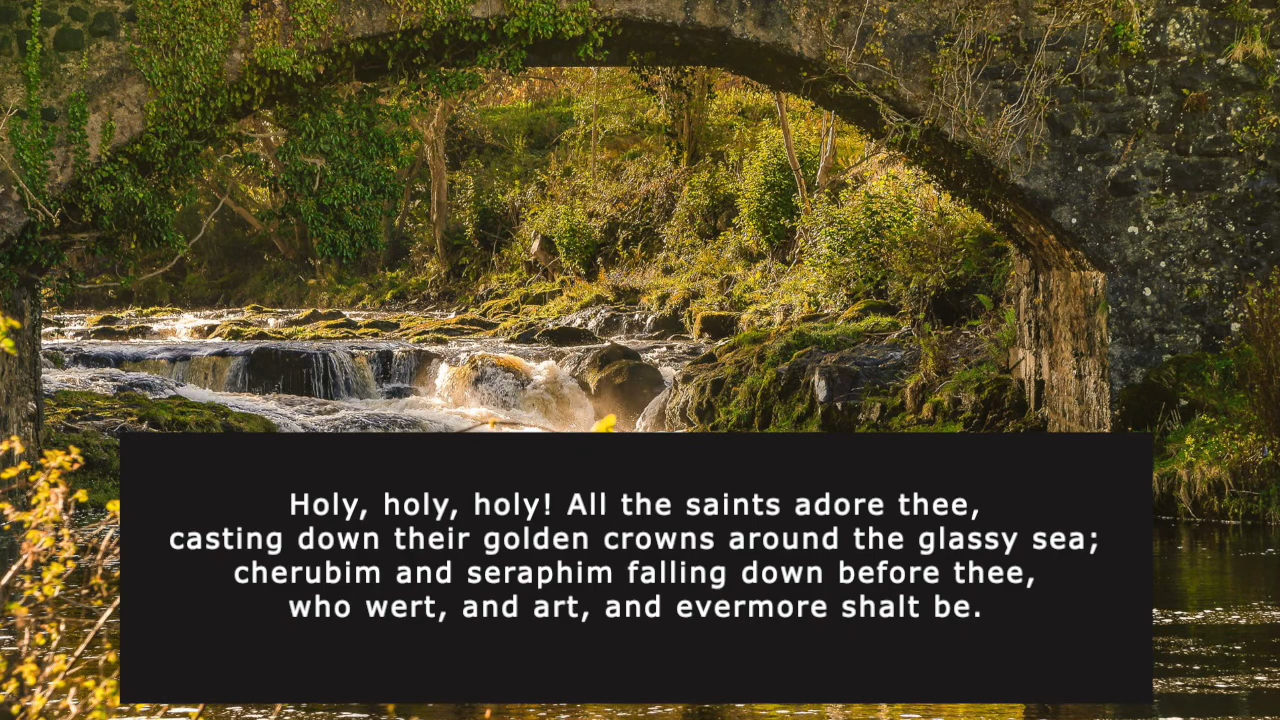 Holy, holy, holy! All the saints adore thee,
casting down their golden crowns around the glassy sea;
cherubim and seraphim falling down before thee,
who wert, and art, and evermore shalt be.